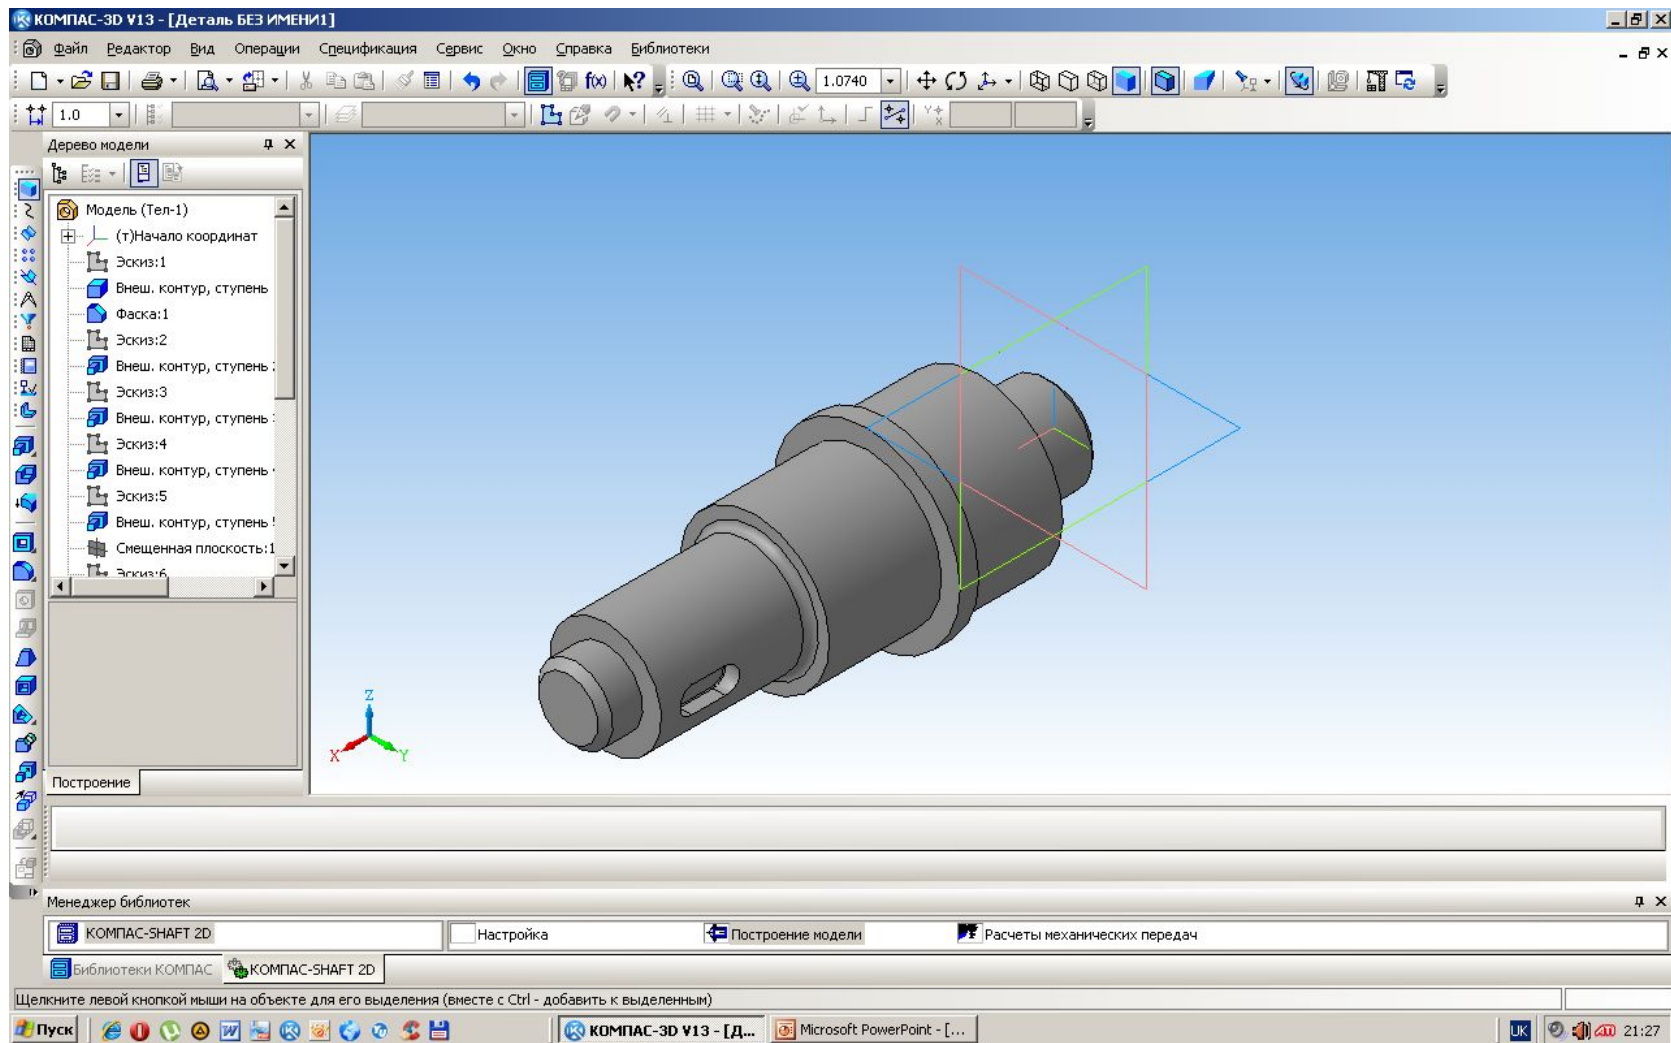 КОМПАС-3D V13 - [Деталь БЕЗ ИМЕНИ1]
Файл Редактор Вид Операции Спецификация Сервис Окно Справка Библиотеки
f(x) 1.0740
1.0
Дерево модели
Модель (Тел-1)
(т)Начало координат
Эскиз:1
Внеш. контур, ступень
Фаска:1
Эскиз:2
Внеш. контур, ступень
Эскиз:3
Внеш. контур, ступень
Эскиз:4
Внеш. контур, ступень
Эскиз:5
Внеш. контур, ступень
Смещенная плоскость:1
Эскиз:6
Z
X Y
Построение
Менеджер библиотек
КОМПАС-SHAFT 2D Настройка Построение модели Расчеты механических передач
Библиотеки КОМПАС КОМПАС-SHAFT 2D
Щелкните левой кнопкой мыши на объекте для его выделения (вместе с Ctrl - добавить к выделенным)
Пуск КОМПАС-3D V13 - [Д... Microsoft PowerPoint - [... UK 21:27